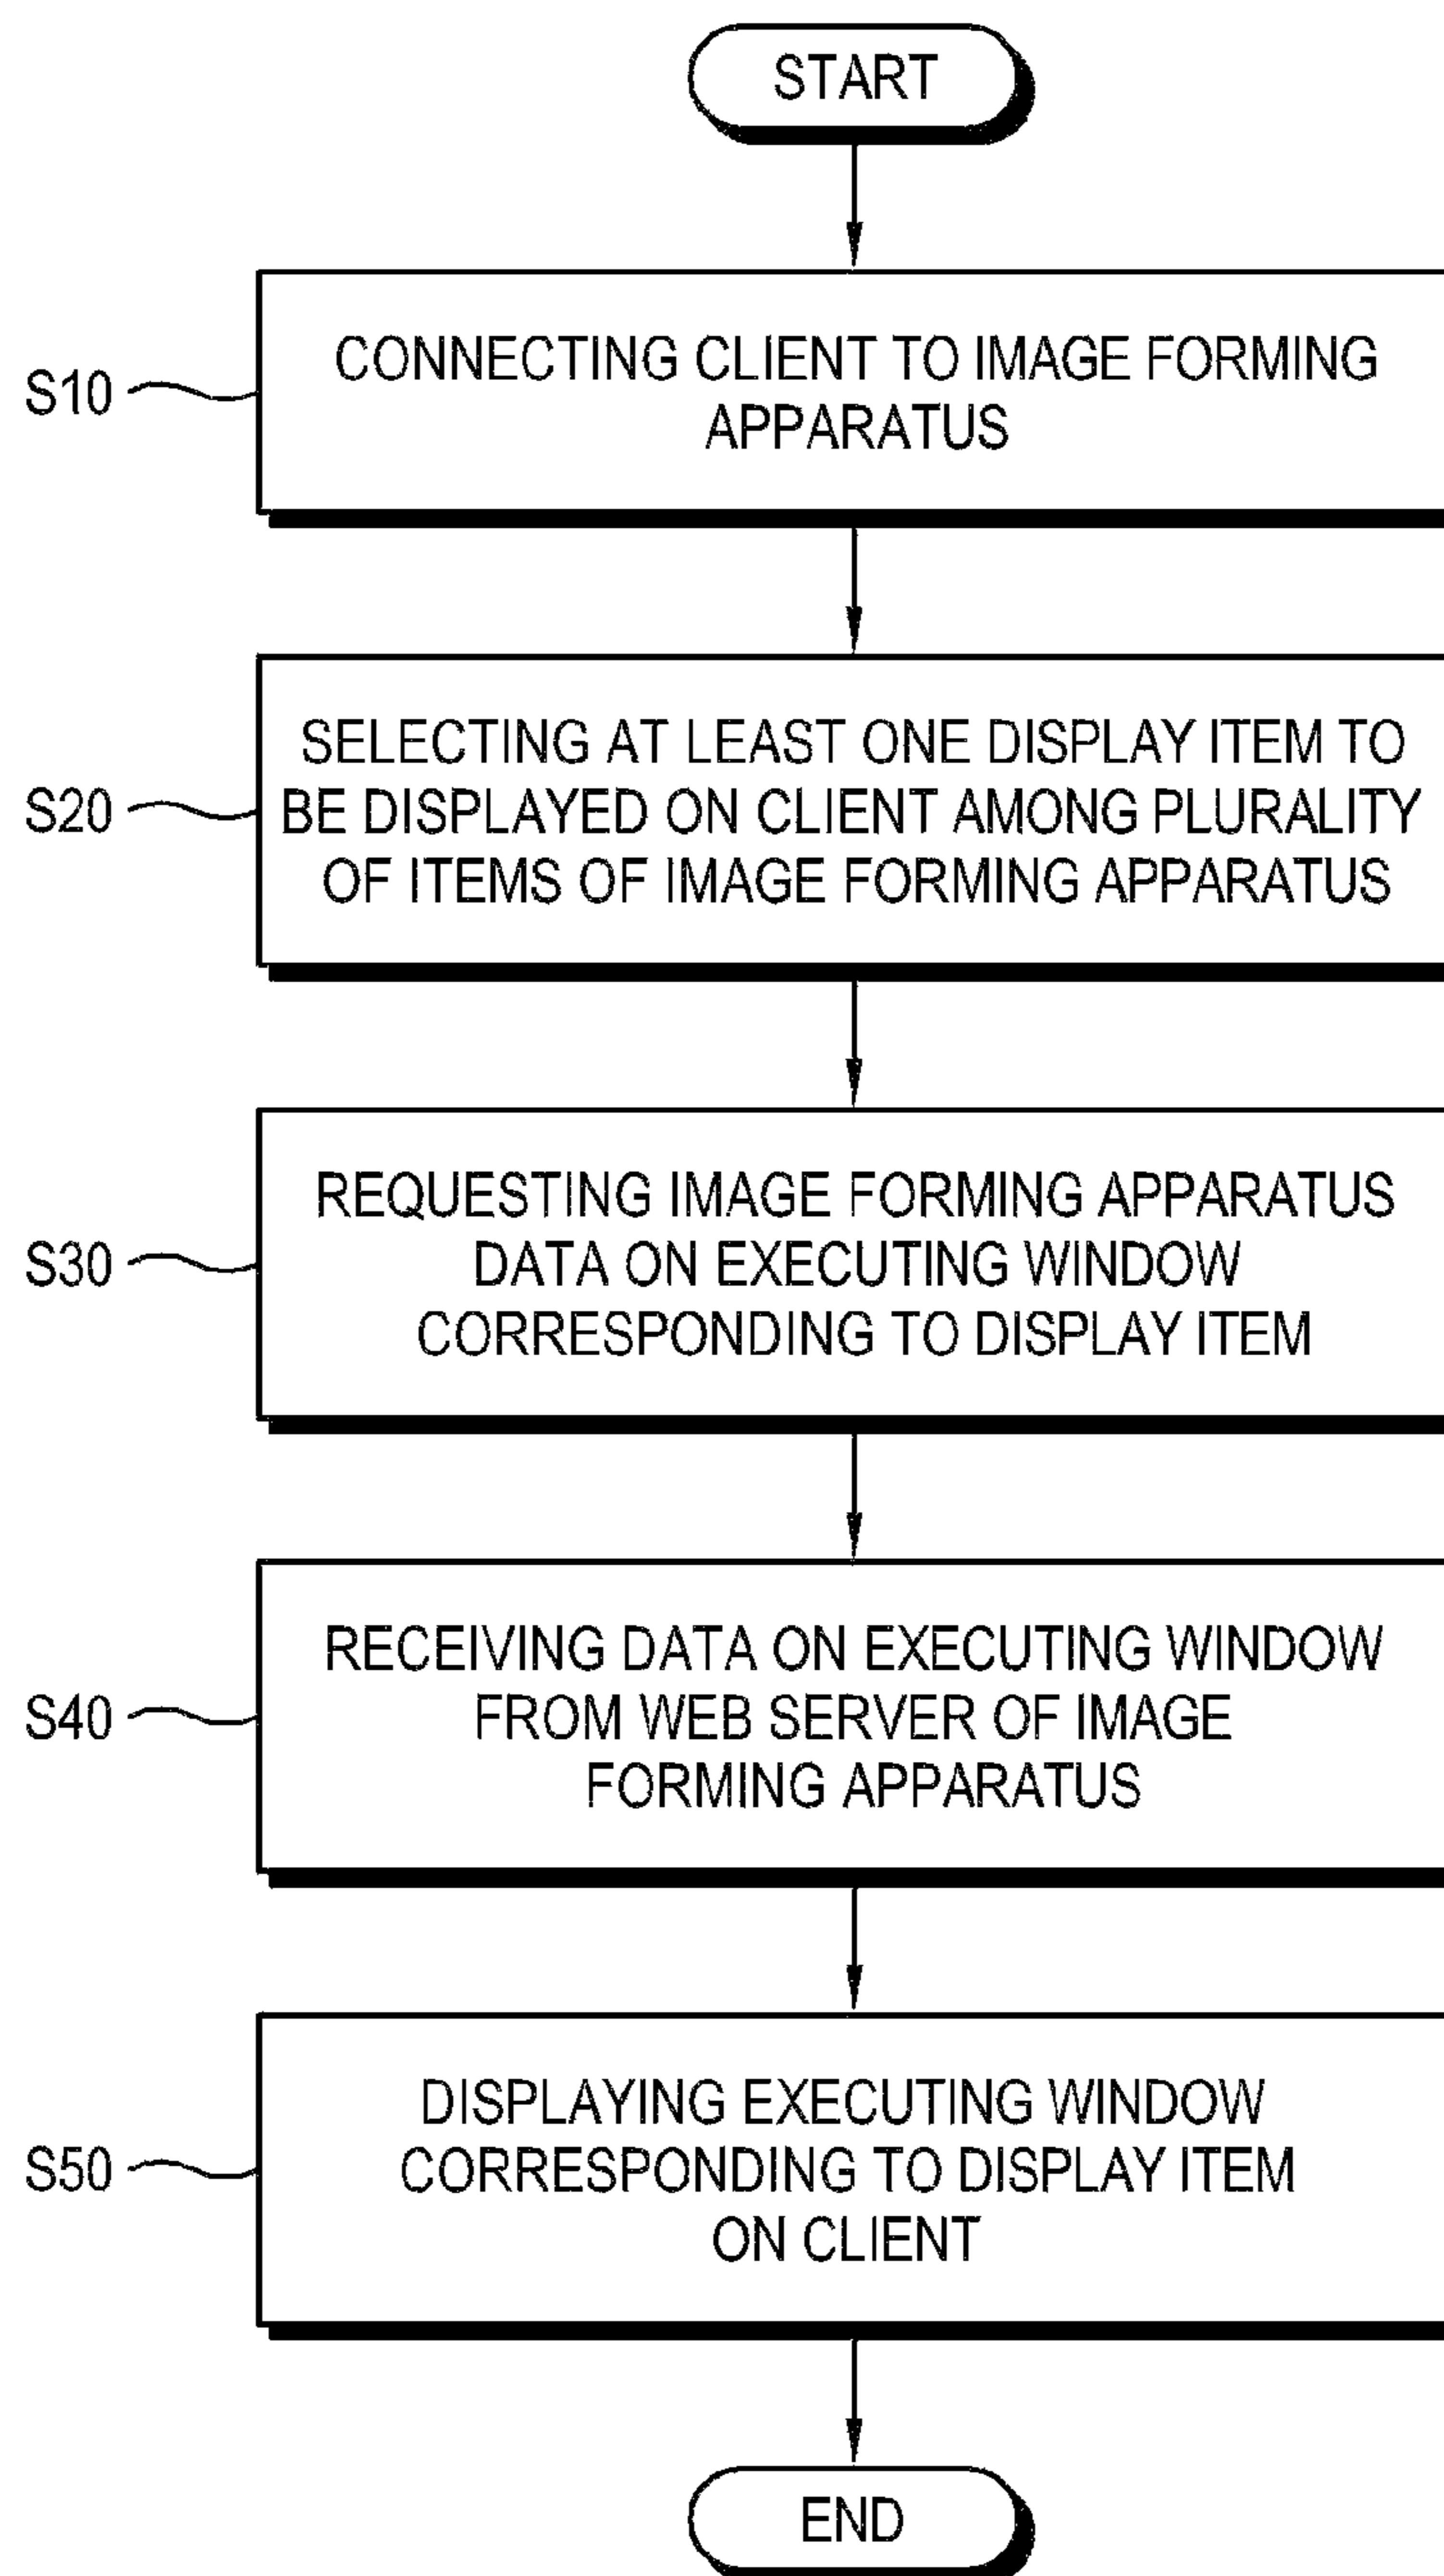 START
S10
CONNECTING CLIENT TO IMAGE FORMING
APPARATUS
S20
SELECTING AT LEAST ONE DISPLAY ITEM TO
BE DISPLAYED ON CLIENT AMONG PLURALITY
OF ITEMS OF IMAGE FORMING APPARATUS
S30
REQUESTING IMAGE FORMING APPARATUS
DATA ON EXECUTING WINDOW
CORRESPONDING TO DISPLAY ITEM
S40
RECEIVING DATA ON EXECUTING WINDOW
FROM WEB SERVER OF IMAGE
FORMING APPARATUS
S50
DISPLAYING EXECUTING WINDOW
CORRESPONDING TO DISPLAY ITEM
ON CLIENT
END